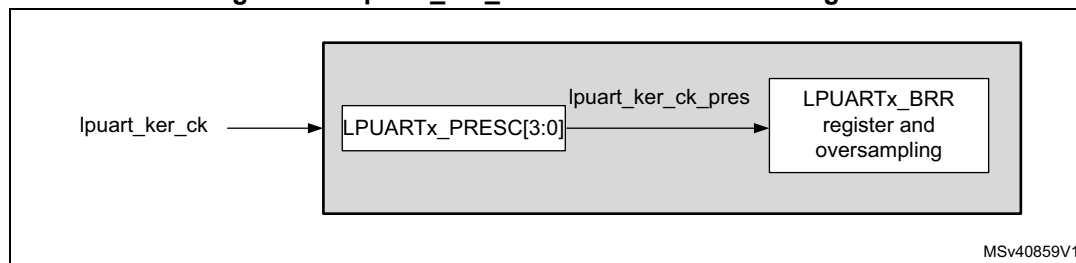 lpuart_ker_ck
LPUARTx_PRESC[3:0]
lpuart_ker_ck_pres
LPUARTx_BRR
register and
oversampling
MSv40859V1